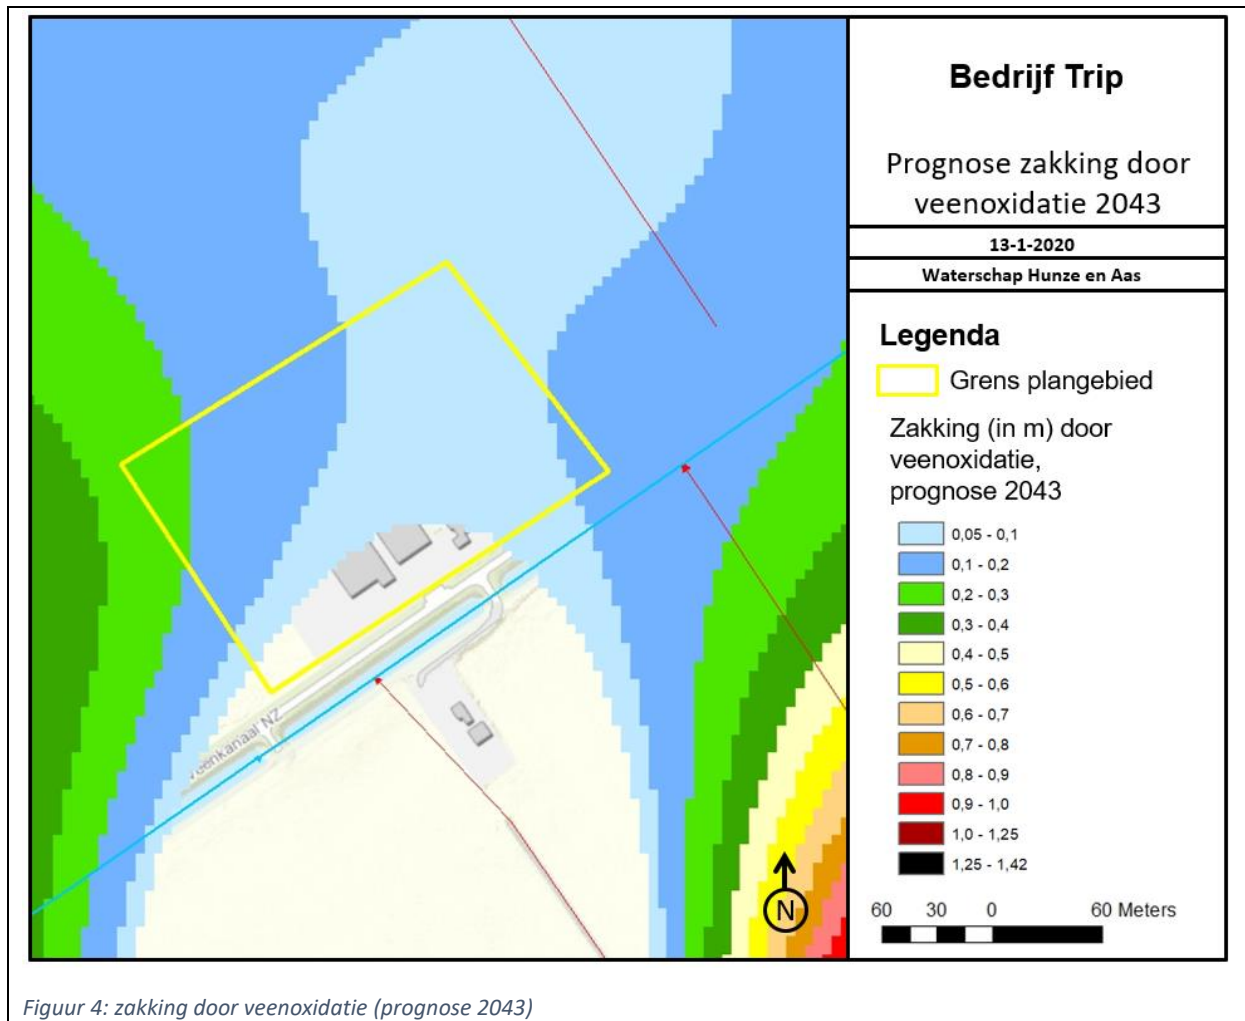 Bedrijf Trip
Prognose zakking door
veenoxidatie 2043
13-1-2020
Waterschap Hunze en Aas
Legenda
Grens plangebied
Zakking (in m) door
veenoxidatie,
prognose 2043
0,05 - 0,1
0,1 - 0,2
0,2 - 0,3
0,3 - 0,4
0,4 - 0,5
0,5 - 0,6
0,6 - 0,7
0,7 - 0,8
0,8 - 0,9
0,9 - 1,0
1,0 - 1,25
1,25 - 1,42
60 30 0 60 Meters
N
veenkanaal NZ
Figuur 4: zakking door veenoxidatie (prognose 2043)